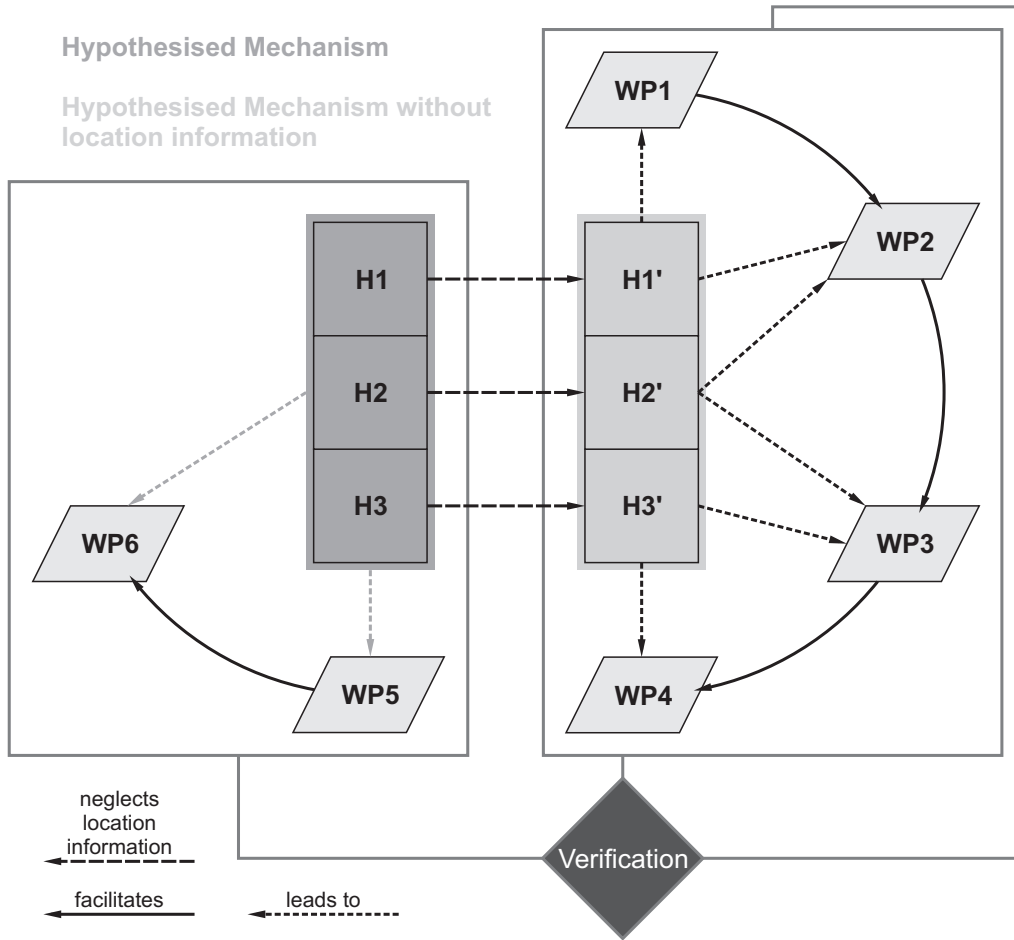 Hypothesised Mechanism
Hypothesised Mechanism without
location information
WP1
WP2
H1
H1'
H2
H2'
H3
H3'
WP6
WP3
WP5
WP4
neglects
location
information
Verification
facilitates
leads to